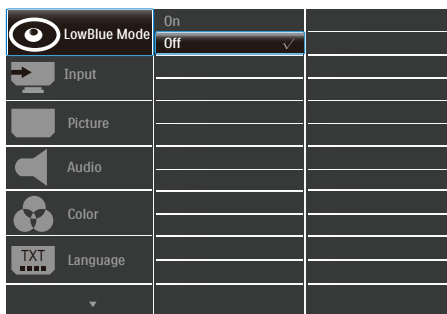 LowBlue Mode
On
Off
Input
Picture
Audio
Color
TXT
Language